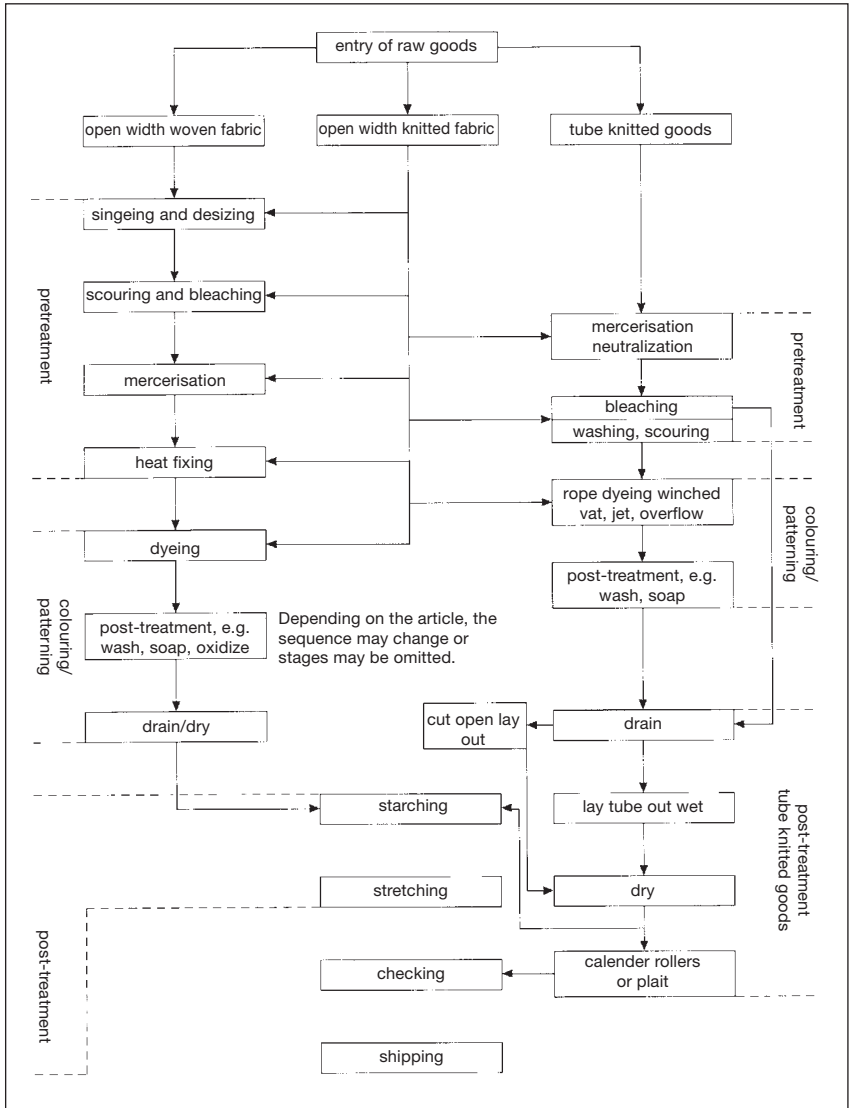 entry of raw goods
open width woven fabric
open width knitted fabric
tube knitted goods
singeing and desizing
scouring and bleaching
mercerisation
heat fixing
dyeing
post-treatment, e.g.
wash, soap, oxidize
drain/dry
pretreatment
colouring/
patterning
post-treatment
Depending on the article, the
sequence may change or
stages may be omitted.
mercerisation
neutralization
bleaching
washing, scouring
rope dyeing winched
vat, jet, overflow
post-treatment, e.g.
wash, soap
pretreatment
colouring/
patterning
cut open lay
out
drain
lay tube out wet
dry
calender rollers
or plait
post-treatment
tube knitted goods
starching
stretching
checking
shipping